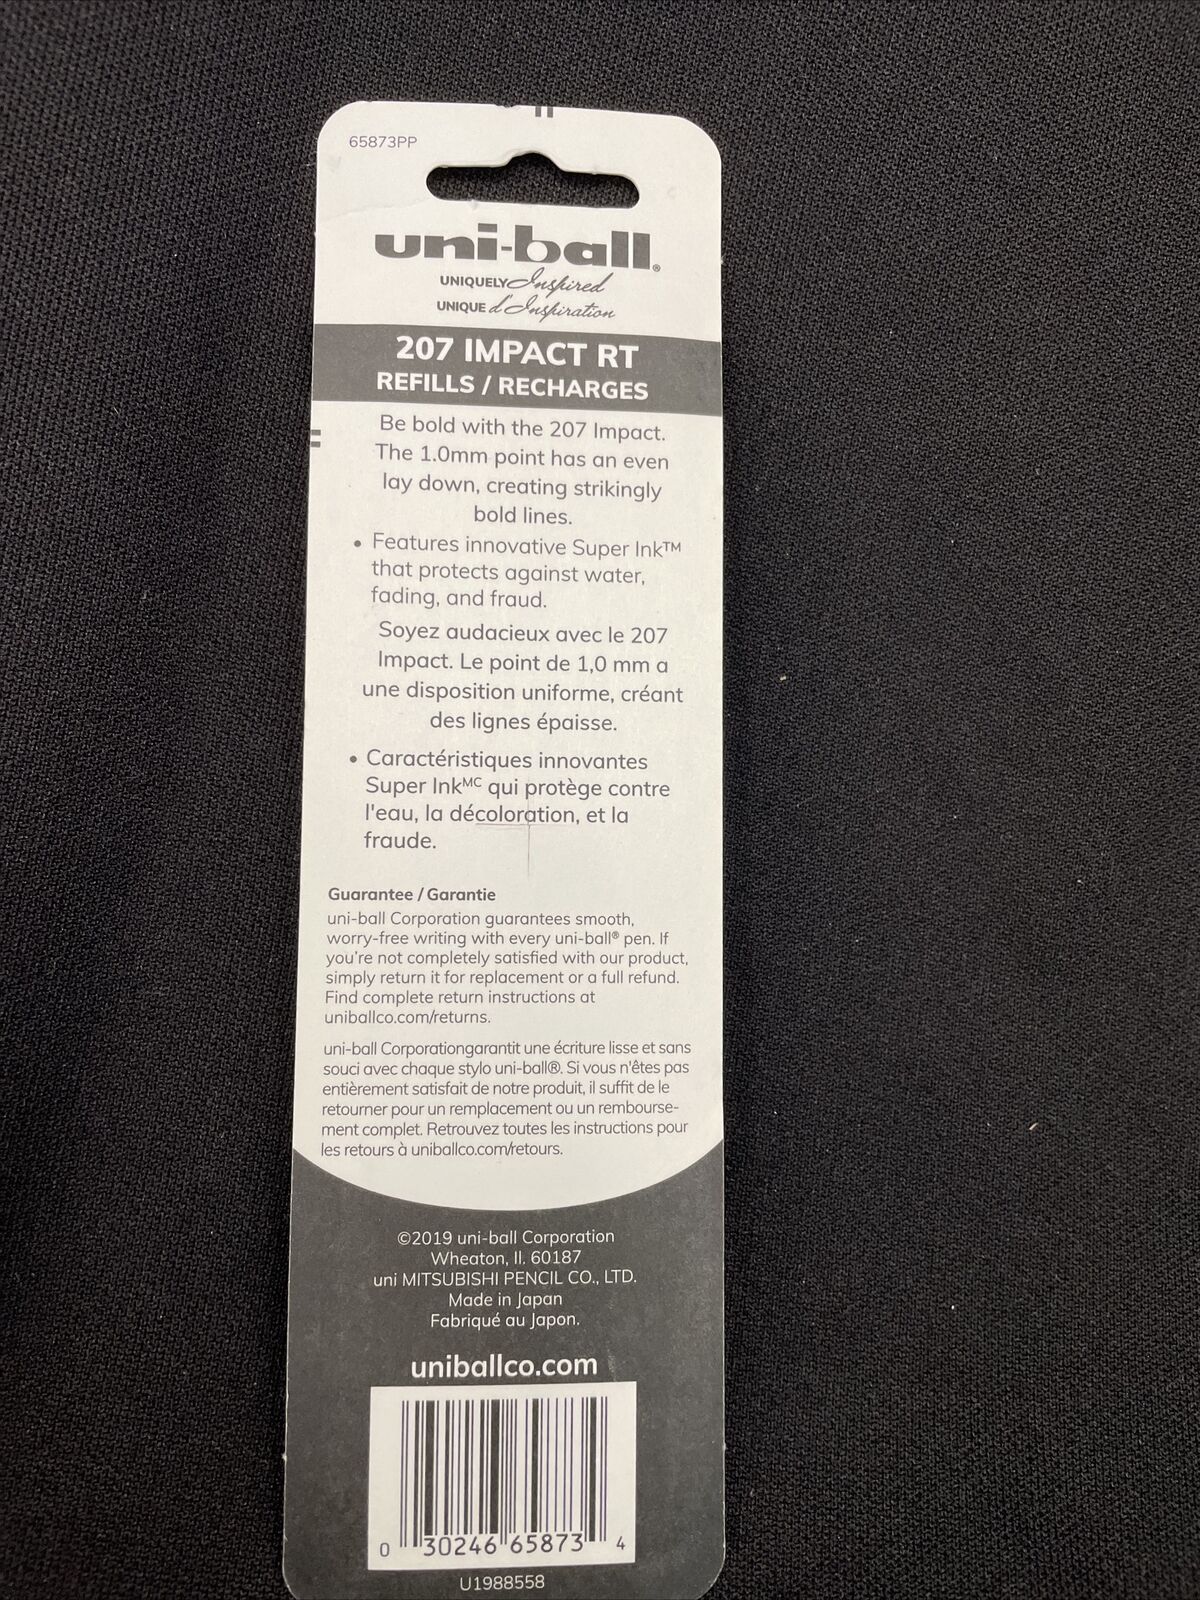 65873PP
uni-ball®
UNIQUELY Inspired
UNIQUE d'Inspiration
207 IMPACT RT
REFILLS / RECHARGES
Be bold with the 207 Impact.
The 1.0mm point has an even
lay down, creating strikingly
bold lines.
• Features innovative Super Ink™
that protects against water,
fading, and fraud.
Soyez audacieux avec le 207
Impact. Le point de 1,0 mm a
une disposition uniforme, créant
des lignes épaisse.
• Caractéristiques innovantes
Super Ink MC qui protège contre
l'eau, la décoloration, et la
fraude.
Guarantee / Garantie
uni-ball Corporation guarantees smooth,
worry-free writing with every uni-ball® pen. If
you're not completely satisfied with our product,
simply return it for replacement or a full refund.
Find complete return instructions at
uniballco.com/returns.
uni-ball Corporationgarantit une écriture lisse et sans
souci avec chaque stylo uni-ball®. Si vous n'êtes pas
entièrement satisfait de notre produit, il suffit de le
retourner pour un remplacement ou un rembourse-
ment complet. Retrouvez toutes les instructions pour
les retours à uniballco.com/retours.
©2019 uni-ball Corporation
Wheaton, Il. 60187
uni MITSUBISHI PENCIL CO., LTD.
Made in Japan
Fabriqué au Japon.
uniballco.com
0 30246 65873 4
U1988558